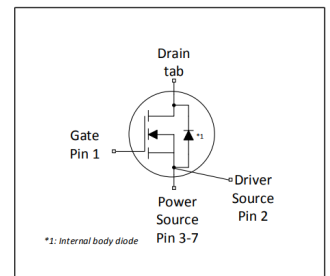 Drain
tab
*1
Gate
Pin 1
Driver
Source
Pin 2
Power
Source
Pin 3-7
*1: Internal body diode